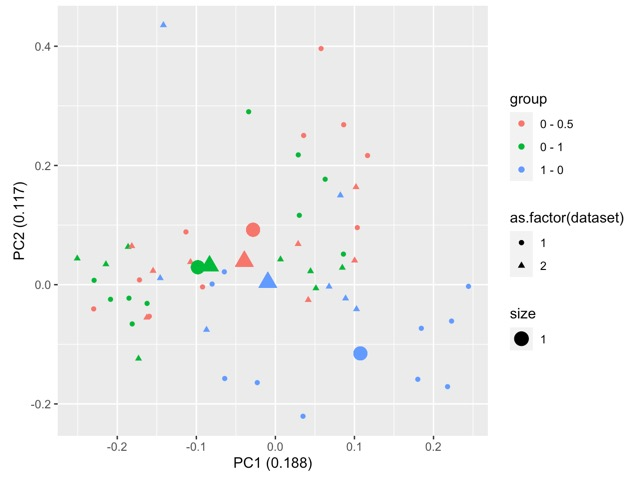 0.4
0.2
0.0
-0.2
PC2 (0.117)
-0.2
-0.1
0.0
0.1
0.2
PC1 (0.188)
group
0 - 0.5
0 - 1
1 - 0
as.factor(dataset)
1
2
size
1